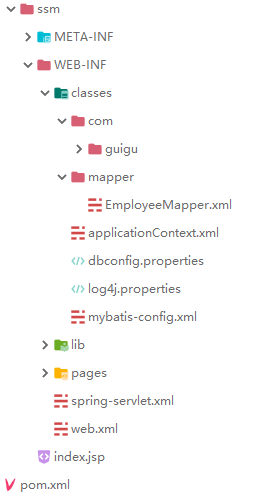 ssm
META-INF
WEB-INF
classes
com
guigu
mapper
EmployeeMapper.xml
applicationContext.xml
dbconfig.properties
log4j.properties
mybatis-config.xml
lib
pages
spring-servlet.xml
web.xml
index.jsp
pom.xml